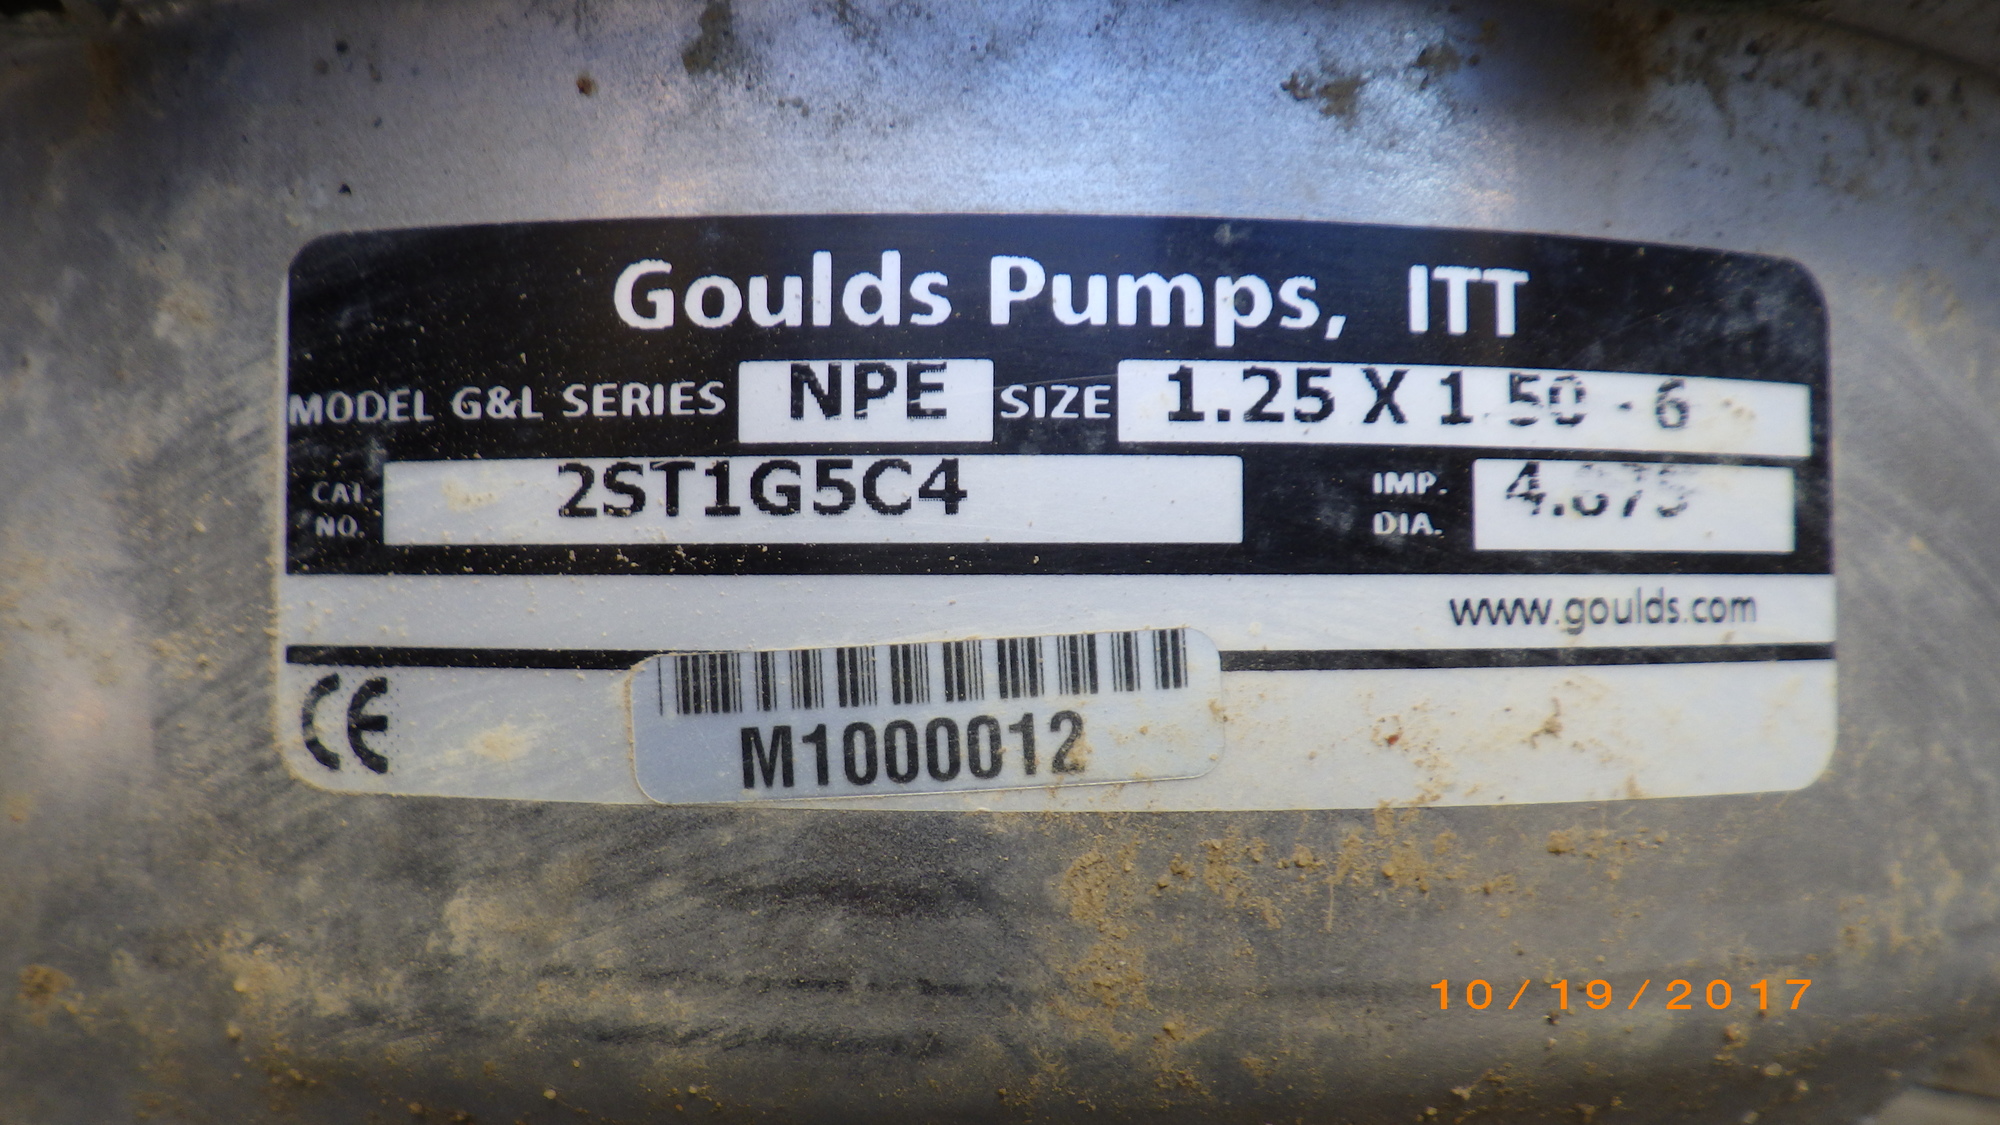 Goulds Pumps, ITT
MODEL G&L SERIES NPE SIZE 1.25 X 1.50 - 6
CAT. NO. 2ST1G5C4 IMP. DIA.
www.goulds.com
CE
M1000012
10/19/2017